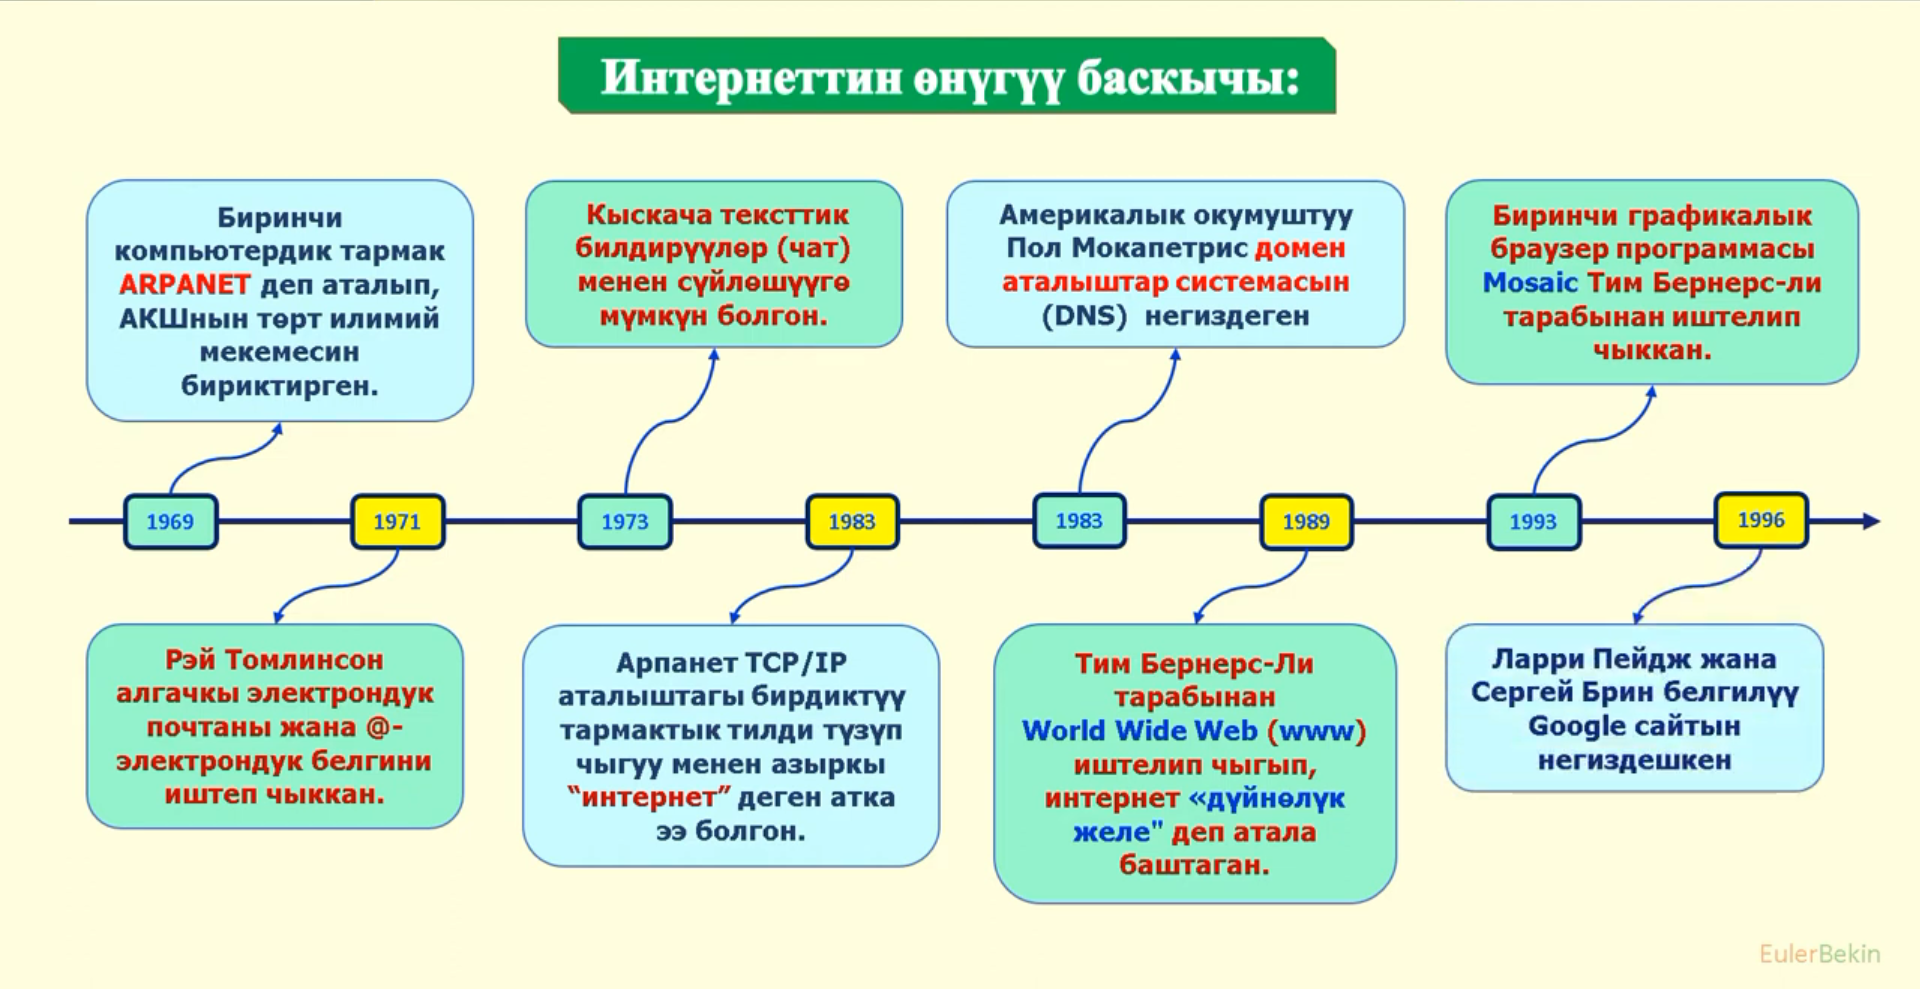 Интернеттин өнүгүү баскычы:
Биринчи
компьютердик тармак
ARPANET деп аталып,
АКШнын төрт илимий
мекемесин
бириктирген.
Кыскача тексттик
билдирүүлөр (чат)
менен сүйлөшүүгө
мүмкүн болгон.
Америкалык окумуштуу
Пол Мокапетрис домен
аталыштар системасын
(DNS) негиздеген
Биринчи графикалык
браузер программасы
Mosaic Тим Бернерс-ли
тарабынан иштелип
чыккан.
1969
1971
1973
1983
1983
1989
1993
1996
Рэй Томлинсон
алгачкы электрондук
почтаны жана @-
электрондук белгини
иштеп чыккан.
Арпанет TCP/IP
аталыштагы бирдиктүү
тармактык тилди түзүп
чыгуу менен азыркы
“интернет” деген атка
ээ болгон.
Тим Бернерс-Ли
тарабынан
World Wide Web (www)
иштелип чыгып,
интернет «дүйнөлүк
желе" деп атала
баштаган.
Ларри Пейдж жана
Сергей Брин белгилүү
Google сайтын
негиздешкен
EulerBekin